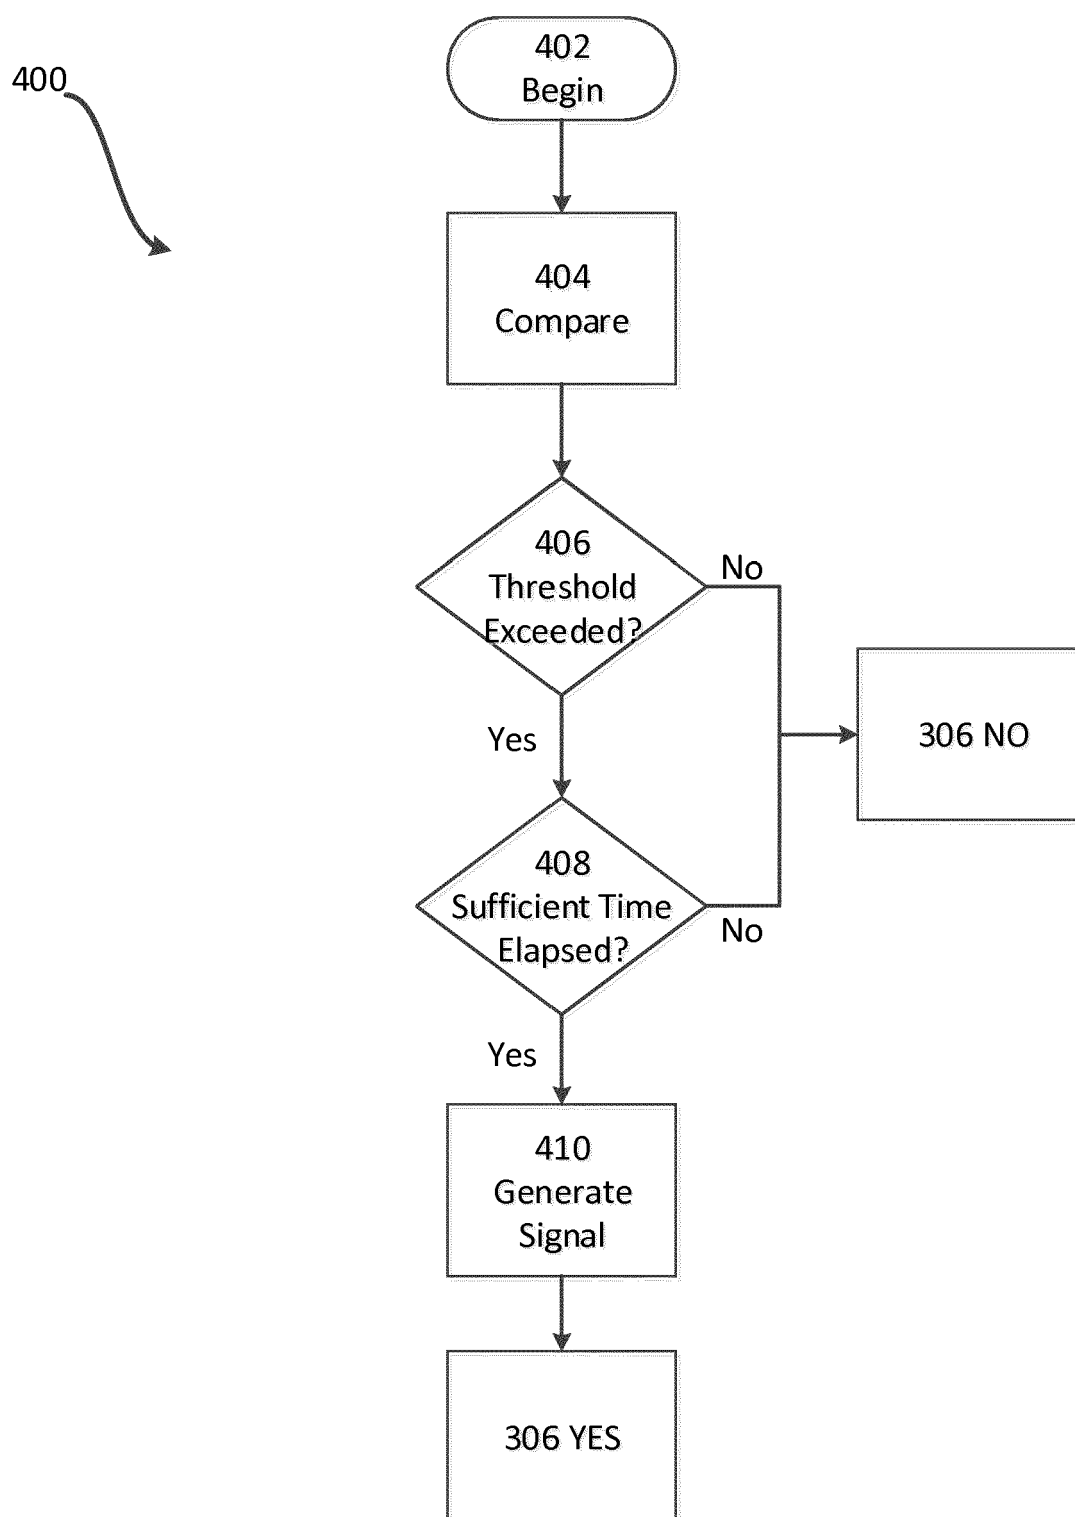 402
Begin
400
404
Compare
406
Threshold
Exceeded?
No
306 NO
Yes
408
Sufficient Time
Elapsed?
No
Yes
410
Generate
Signal
306 YES